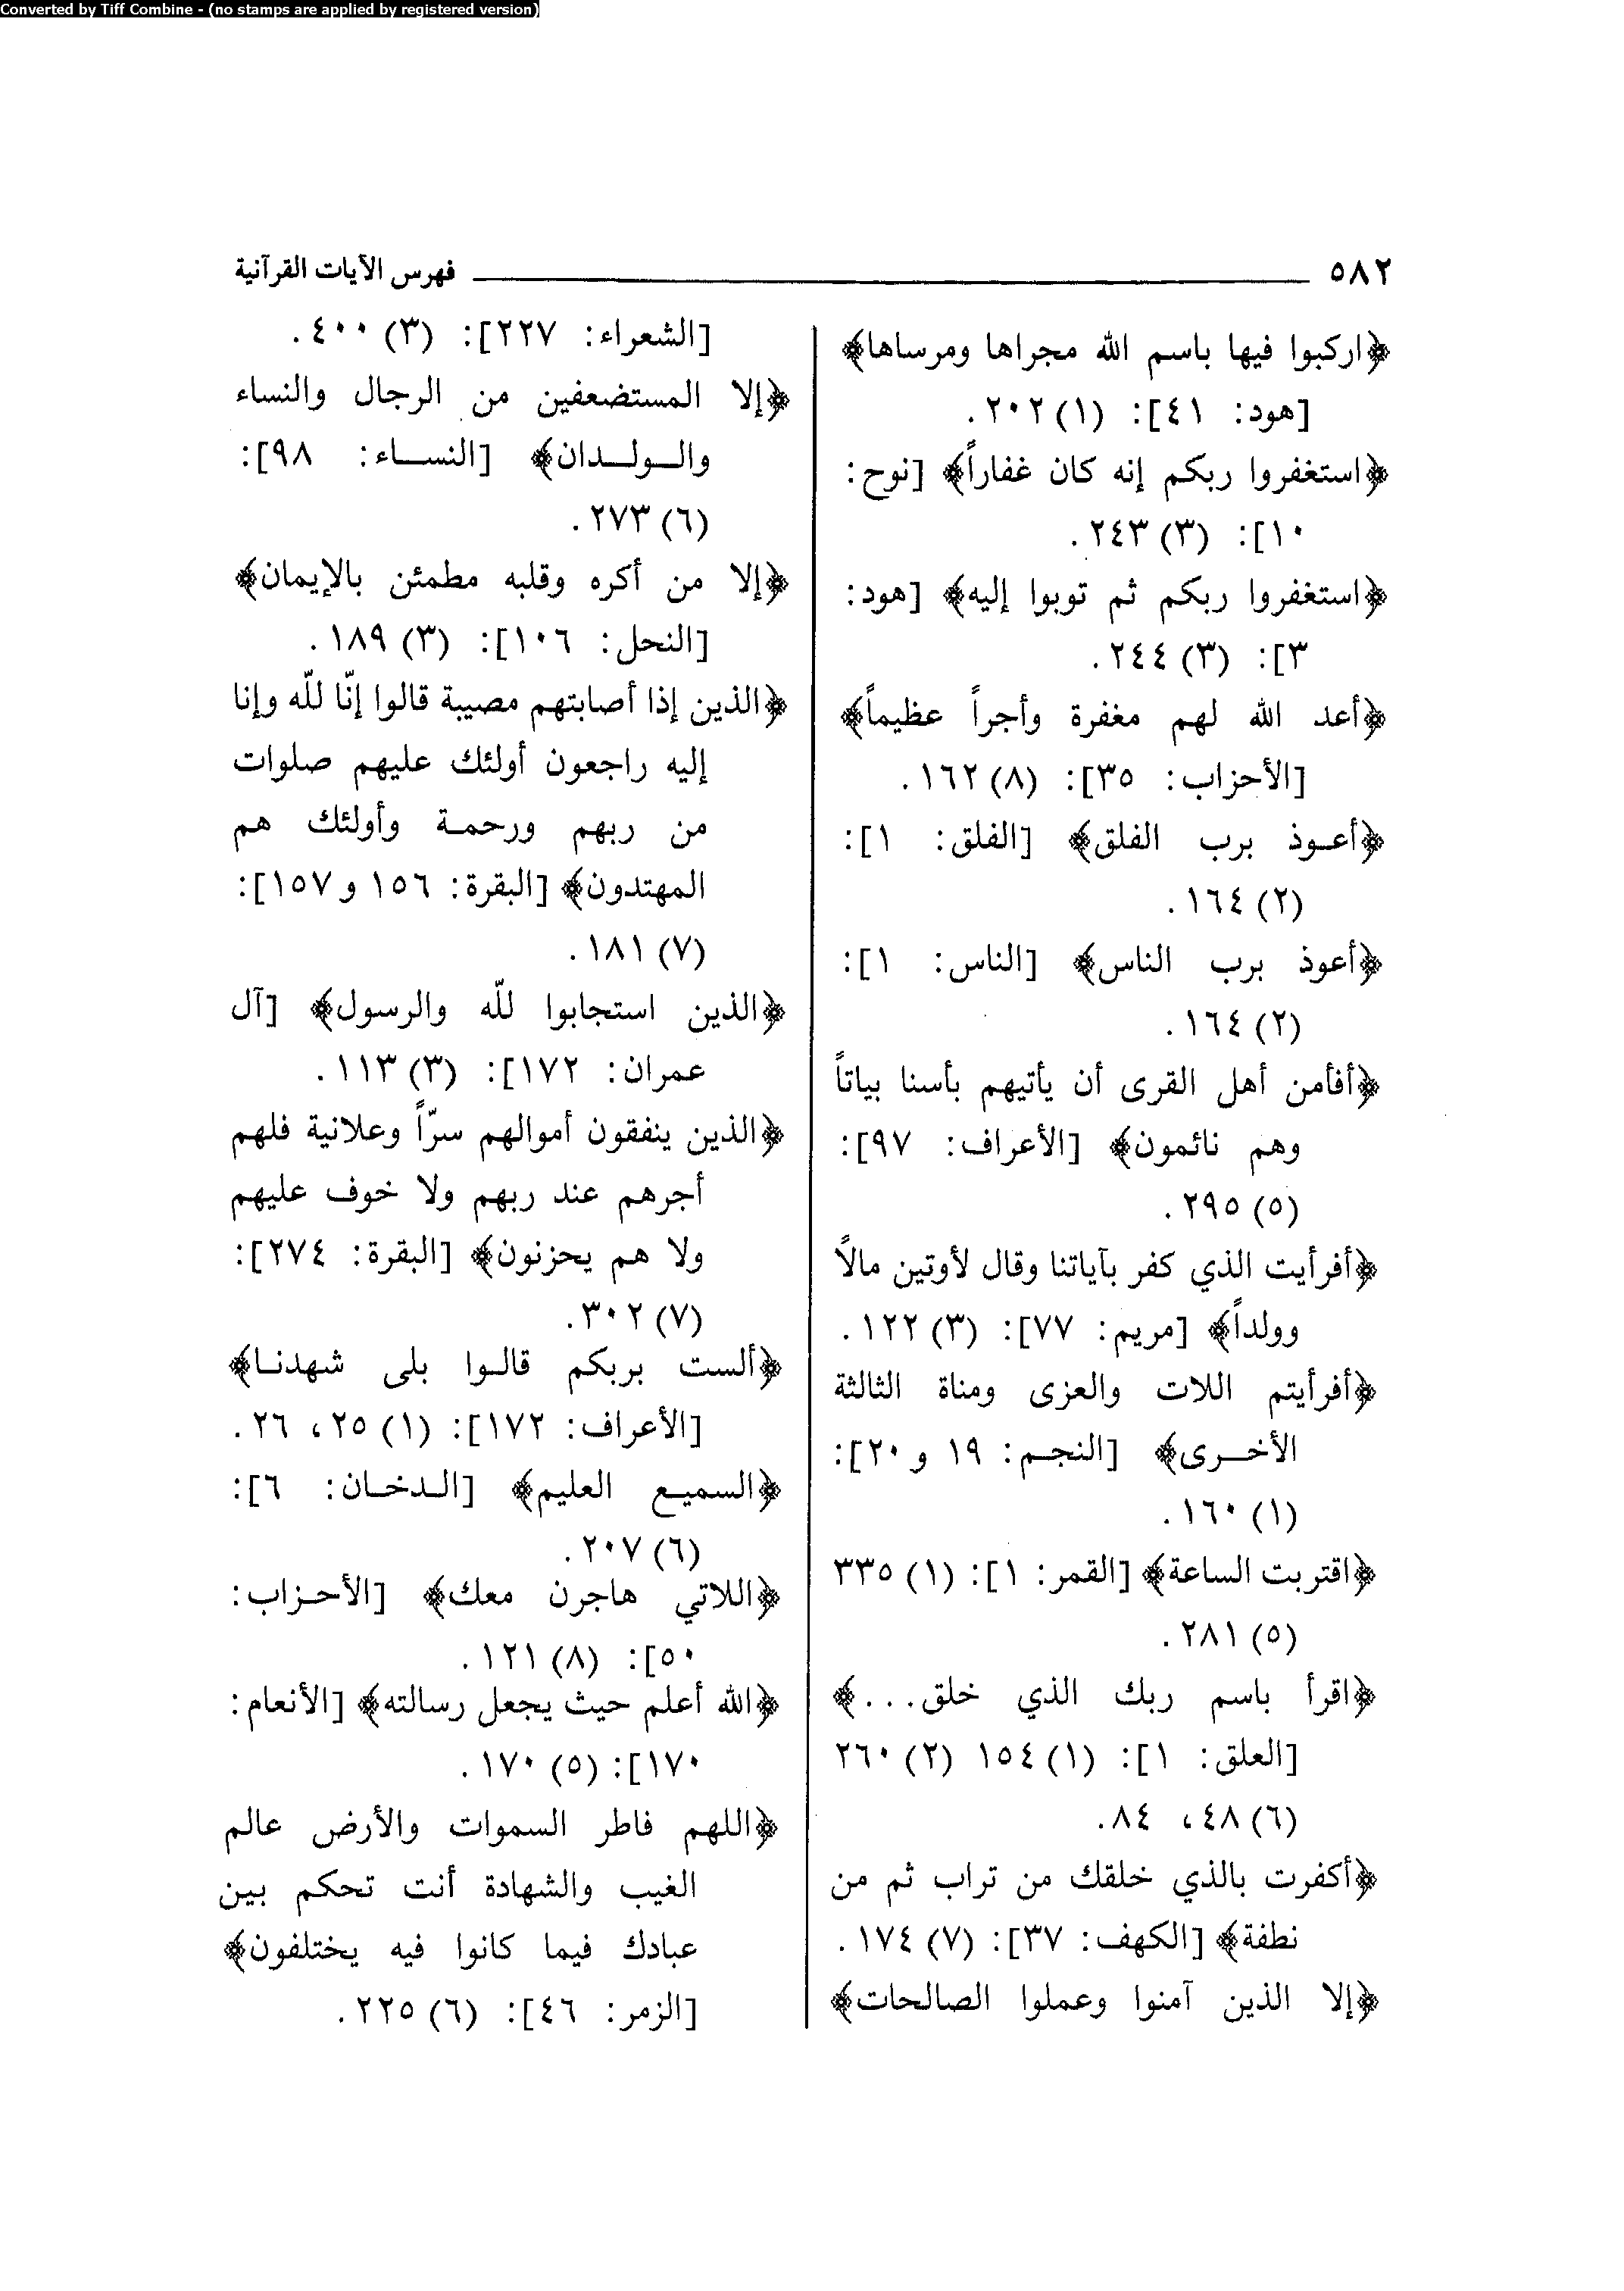 Converted by Tiff Combine - (no stamps are applied by registered version)
٥٨٢ فهرس الآيات القرآنية
﴿اركبوا فيها باسم الله مجراها ومرساها﴾
[هود: ٤١]: (١) ٢٠٢.
﴿استغفروا ربكم إنه كان غفاراً﴾ [نوح:
١٠]: (٣) ٢٤٣.
﴿استغفروا ربكم ثم توبوا إليه﴾ [هود:
٣]: (٣) ٢٤٤.
﴿أعد الله لهم مغفرة وأجراً عظيماً﴾
[الأحزاب: ٣٥]: (٨) ١٦٢.
﴿أعـوذ برب الفلق﴾ [الفلق: ١]:
(٢) ١٦٤.
﴿أعوذ برب الناس﴾ [الناس: ١]:
(٢) ١٦٤.
﴿أفأمن أهل القرى أن يأتيهم بأسنا بياتاً
وهم نائمون﴾ [الأعراف: ٩٧]:
(٥) ٢٩٥.
﴿أفرأيت الذي كفر بآياتنا وقال لأوتين مالاً
وولداً﴾ [مريم: ٧٧]: (٣) ١٢٢.
﴿أفرأيتم اللات والعزى ومناة الثالثة
الأخـرى﴾ [النجـم: ١٩ و ٢٠]:
(١) ١٦٠.
﴿اقتربت الساعة﴾ [القمر: ١]: (١) ٣٣٥
(٥) ٢٨١.
﴿اقرأ باسم ربك الذي خلق...﴾
[العلق: ١]: (١) ١٥٤ (٢) ٢٦٠
(٦) ٤٨، ٨٤.
﴿أكفرت بالذي خلقك من تراب ثم من
نطفة﴾ [الكهف: ٣٧]: (٧) ١٧٤.
﴿إلا الذين آمنوا وعملوا الصالحات﴾
[الشعراء: ٢٢٧]: (٣) ٤٠٠.
﴿إلا المستضعفين من الرجال والنساء
والـولـدان﴾ [النسـاء: ٩٨]:
(٦) ٢٧٣.
﴿إلا من أكره وقلبه مطمئن بالإيمان﴾
[النحل: ١٠٦]: (٣) ١٨٩.
﴿الذين إذا أصابتهم مصيبة قالوا إنّا للّه وإنا
إليه راجعون أولئك عليهم صلوات
من ربهم ورحمـة وأولئك هم
المهتدون﴾ [البقرة: ١٥٦ و ١٥٧]:
(٧) ١٨١.
﴿الذين استجابوا للّه والرسول﴾ [آل
عمران: ١٧٢]: (٣) ١١٣.
﴿الذين ينفقون أموالهم سرّاً وعلانية فلهم
أجرهم عند ربهم ولا خوف عليهم
ولا هم يحزنون﴾ [البقرة: ٢٧٤]:
(٧) ٣٠٢.
﴿ألست بربكم قالـوا بلى شهدنـا﴾
[الأعراف: ١٧٢]: (١) ٢٥، ٢٦.
﴿السميـع العليم﴾ [الـدخـان: ٦]:
(٦) ٢٠٧.
﴿اللاتي هاجرن معك﴾ [الأحـزاب:
٥٠]: (٨) ١٢١.
﴿الله أعلم حيث يجعل رسالته﴾ [الأنعام:
١٧٠]: (٥) ١٧٠.
﴿اللهم فاطر السموات والأرض عالم
الغيب والشهادة أنت تحكم بين
عبادك فيما كانوا فيه يختلفون﴾
[الزمر: ٤٦]: (٦) ٢٢٥.